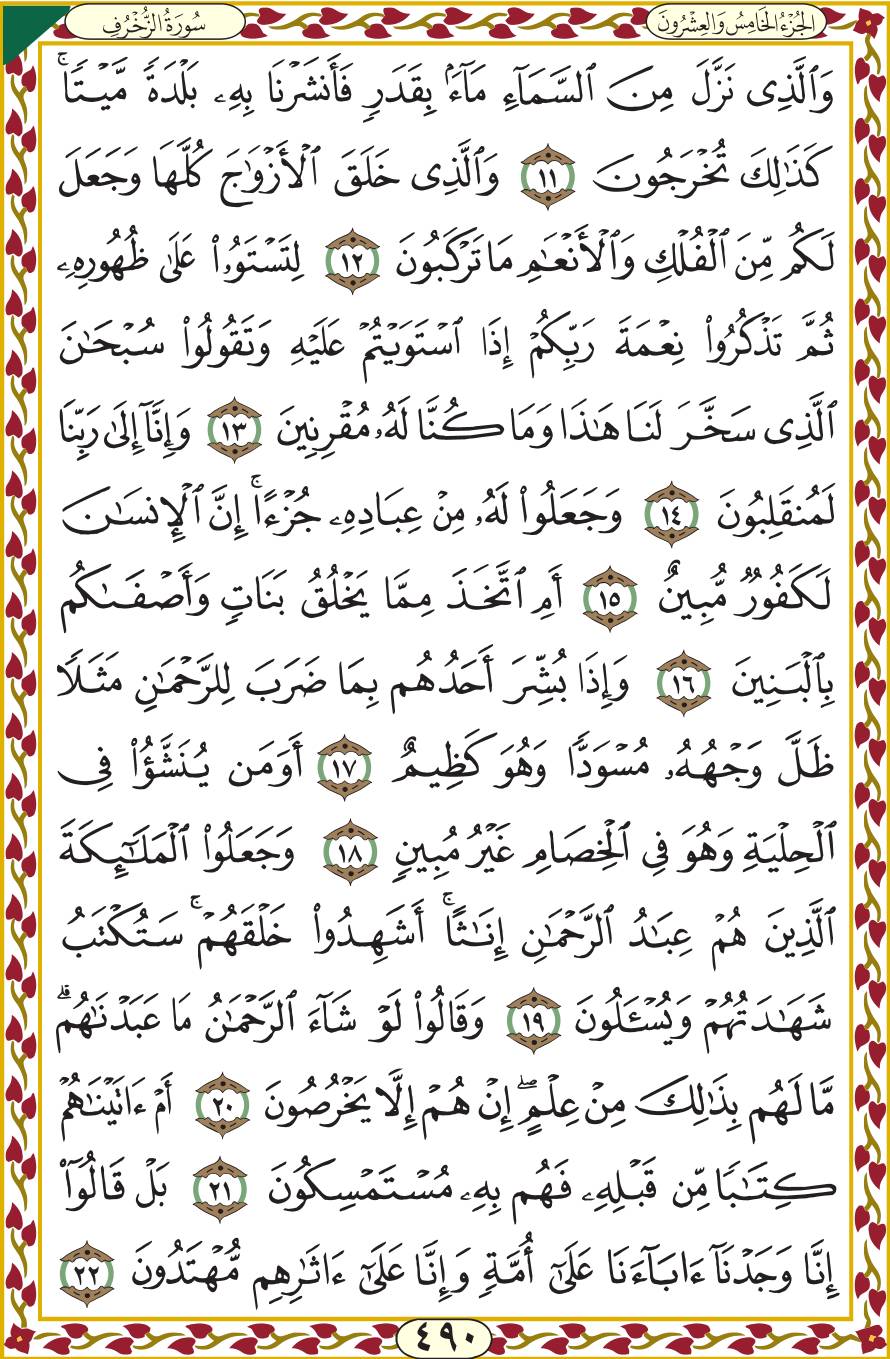 سُورَةُ الزُّخْرُفِ
الجُزْءُ الخَامِسُ وَالعِشْرُونَ
وَٱلَّذِى نَزَّلَ مِنَ ٱلسَّمَآءِ مَآءَۢ بِقَدَرٍ فَأَنشَرْنَا بِهِۦ بَلْدَةً مَّيْتًا ۚ
كَذَٰلِكَ تُخْرَجُونَ ١١ وَٱلَّذِى خَلَقَ ٱلْأَزْوَٰجَ كُلَّهَا وَجَعَلَ
لَكُم مِّنَ ٱلْفُلْكِ وَٱلْأَنْعَٰمِ مَا تَرْكَبُونَ ١٢ لِتَسْتَوُۥا۟ عَلَىٰ ظُهُورِهِۦ
ثُمَّ تَذْكُرُوا۟ نِعْمَةَ رَبِّكُمْ إِذَا ٱسْتَوَيْتُمْ عَلَيْهِ وَتَقُولُوا۟ سُبْحَٰنَ
ٱلَّذِى سَخَّرَ لَنَا هَٰذَا وَمَا كُنَّا لَهُۥ مُقْرِنِينَ ١٣ وَإِنَّآ إِلَىٰ رَبِّنَا
لَمُنقَلِبُونَ ١٤ وَجَعَلُوا۟ لَهُۥ مِنْ عِبَادِهِۦ جُزْءًا ۚ إِنَّ ٱلْإِنسَٰنَ
لَكَفُورٌ مُّبِينٌ ١٥ أَمِ ٱتَّخَذَ مِمَّا يَخْلُقُ بَنَاتٍ وَأَصْفَىٰكُم
بِٱلْبَنِينَ ١٦ وَإِذَا بُشِّرَ أَحَدُهُم بِمَا ضَرَبَ لِلرَّحْمَٰنِ مَثَلًا
ظَلَّ وَجْهُهُۥ مُسْوَدًّا وَهُوَ كَظِيمٌ ١٧ أَوَمَن يُنَشَّؤُا۟ فِى
ٱلْحِلْيَةِ وَهُوَ فِى ٱلْخِصَامِ غَيْرُ مُبِينٍ ١٨ وَجَعَلُوا۟ ٱلْمَلَٰٓئِكَةَ
ٱلَّذِينَ هُمْ عِبَٰدُ ٱلرَّحْمَٰنِ إِنَٰثًا ۚ أَشَهِدُوا۟ خَلْقَهُمْ ۚ سَتُكْتَبُ
شَهَٰدَتُهُمْ وَيُسْـَٔلُونَ ١٩ وَقَالُوا۟ لَوْ شَآءَ ٱلرَّحْمَٰنُ مَا عَبَدْنَٰهُم ۗ
مَّا لَهُم بِذَٰلِكَ مِنْ عِلْمٍ ۖ إِنْ هُمْ إِلَّا يَخْرُصُونَ ٢٠ أَمْ ءَاتَيْنَٰهُمْ
كِتَٰبًا مِّن قَبْلِهِۦ فَهُم بِهِۦ مُسْتَمْسِكُونَ ٢١ بَلْ قَالُوٓا۟
إِنَّا وَجَدْنَآ ءَابَآءَنَا عَلَىٰٓ أُمَّةٍ وَإِنَّا عَلَىٰٓ ءَاثَٰرِهِم مُّهْتَدُونَ ٢٢
٤٩٠